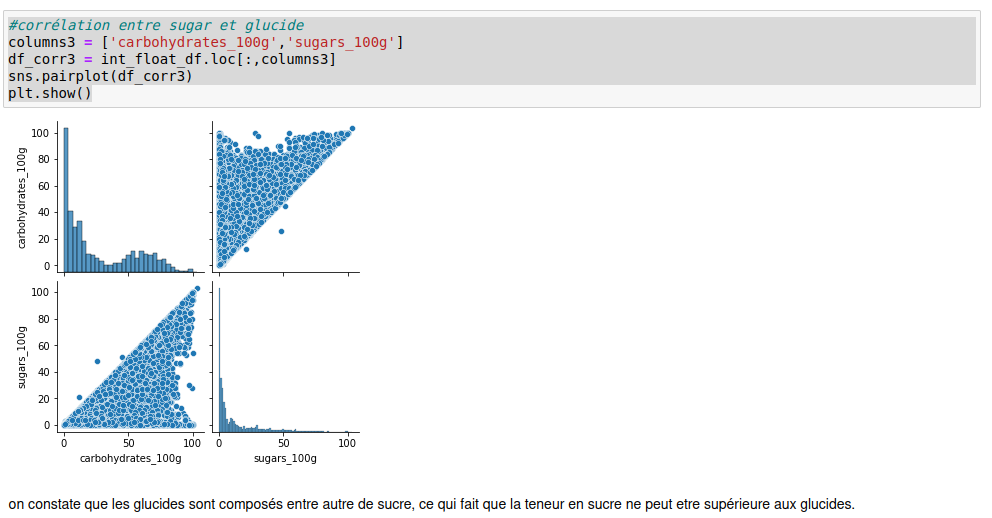 #corrélation entre sugar et glucide
columns3 = ['carbohydrates_100g','sugars_100g']
df_corr3 = int_float_df.loc[:,columns3]
sns.pairplot(df_corr3)
plt.show()
100
80
60
40
20
0
carbohydrates_100g
100
80
60
40
20
0
sugars_100g
0 50 100
carbohydrates_100g
0 50 100
sugars_100g
on constate que les glucides sont composés entre autre de sucre, ce qui fait que la teneur en sucre ne peut etre supérieure aux glucides.